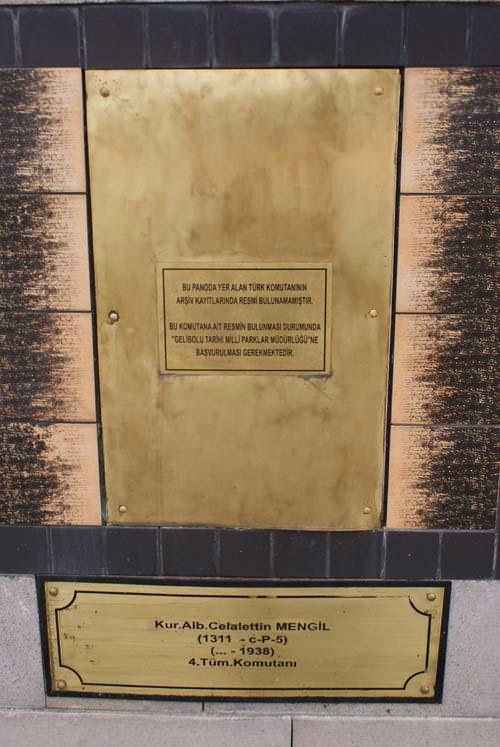 BU PANODA YER ALAN TÜRK KOMUTANININ
ARŞİV KAYITLARINDA RESMİ BULUNAMAMIŞTIR.
BU KOMUTANA AİT RESMİN BULUNMASI DURUMUNDA
"GELİBOLU TARİHİ MİLLİ PARKLAR MÜDÜRLÜĞÜ"NE
BAŞVURULMASI GEREKMEKTEDİR.
Kur.Alb.Celalettin MENGİL
(1311 - c-P-5)
(... - 1938)
4.Tüm.Komutanı